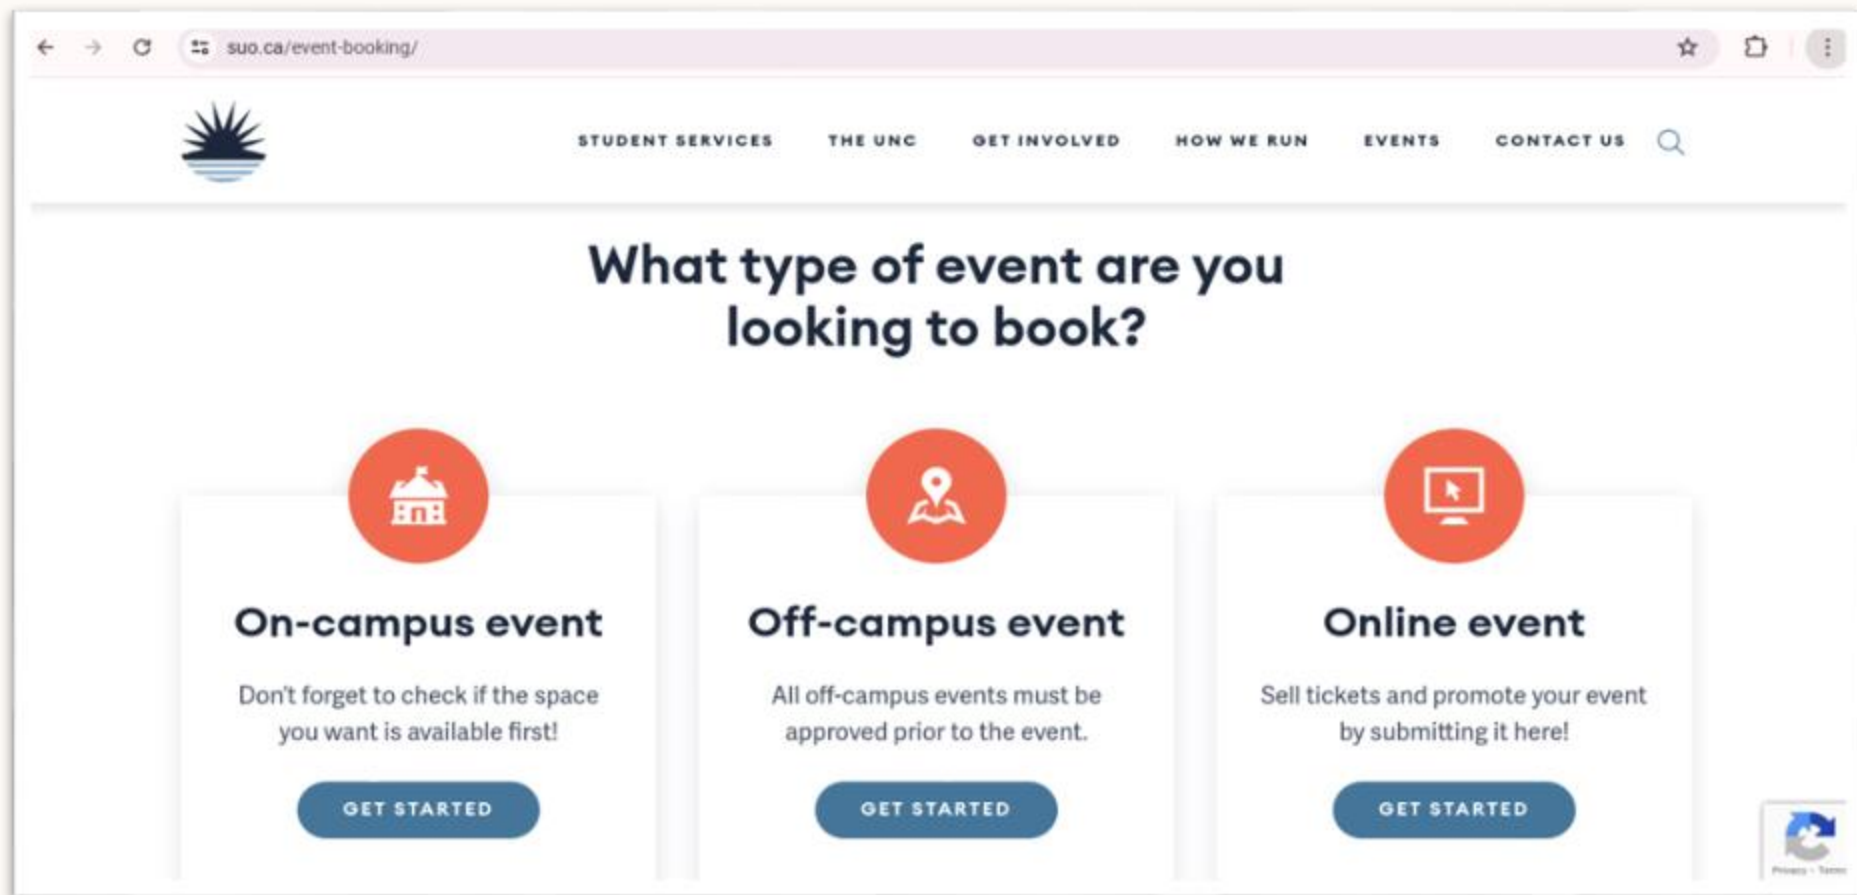 suo.ca/event-booking/
STUDENT SERVICES THE UNC GET INVOLVED HOW WE RUN EVENTS CONTACT US
What type of event are you
looking to book?
On-campus event
Don't forget to check if the space
you want is available first!
GET STARTED
Off-campus event
All off-campus events must be
approved prior to the event.
GET STARTED
Online event
Sell tickets and promote your event
by submitting it here!
GET STARTED
Privacy - Terms